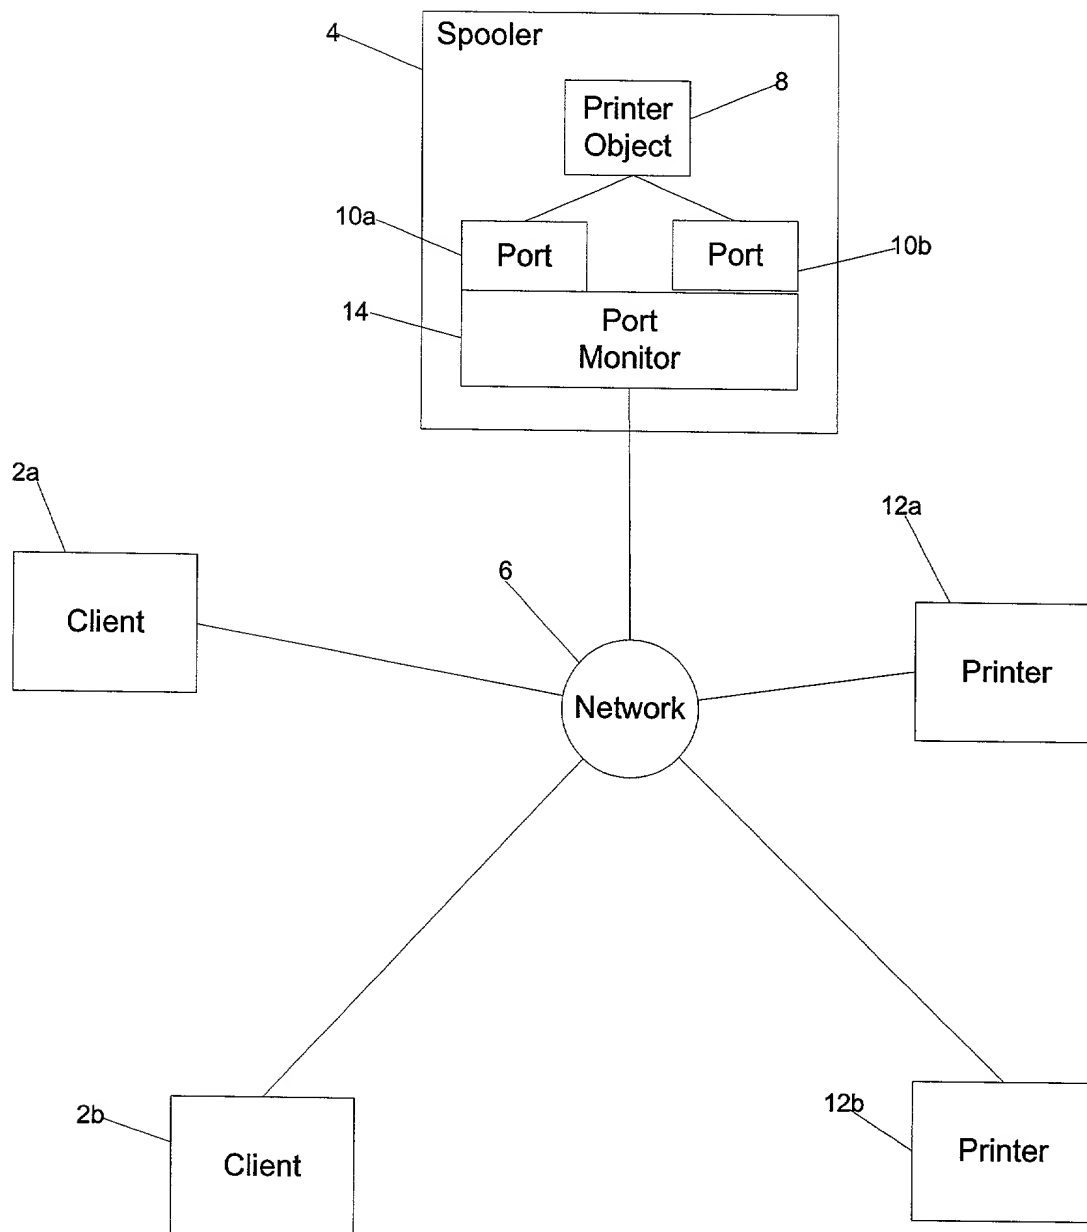 4
Spooler
8
Printer
Object
10a
Port
Port
10b
14
Port
Monitor
2a
12a
6
Client
Printer
Network
2b
12b
Client
Printer